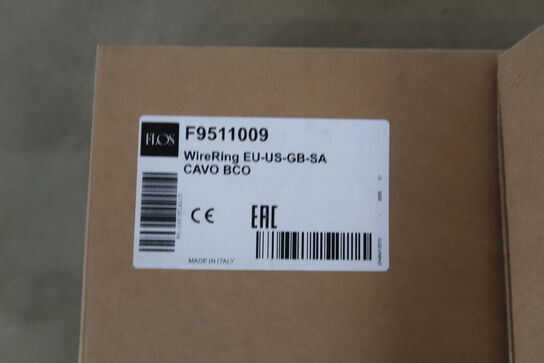 FLOS
F9511009
WireRing EU-US-GB-SA
CAVO BCO
CE
EAC
MADE IN ITALY